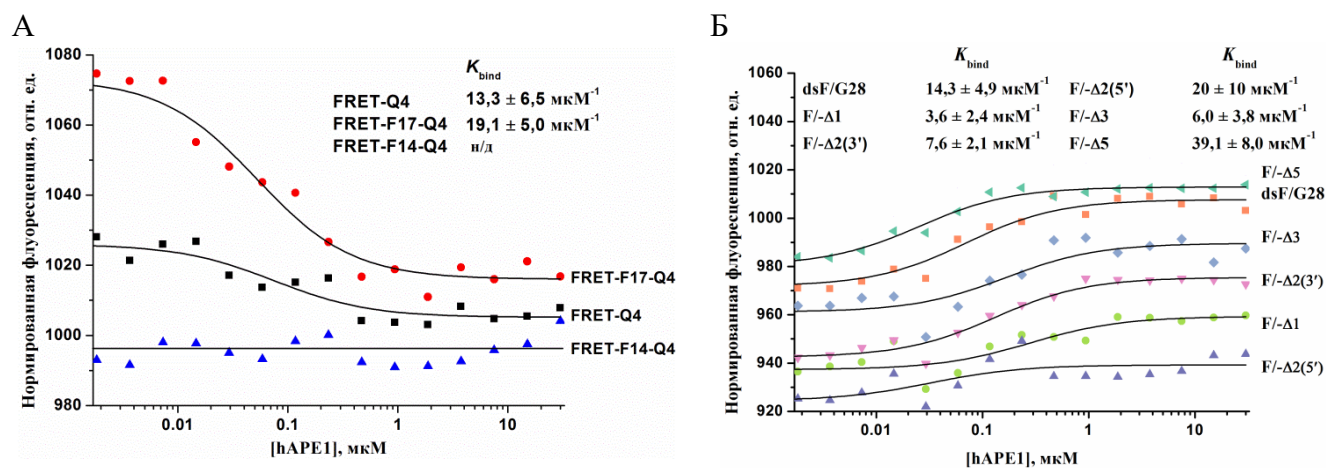 А
Нормированная флуоресценция, отн. ед.
1080
1060
1040
1020
1000
980
K bind
FRET-Q4 13,3 ± 6,5 мкМ⁻¹
FRET-F17-Q4 19,1 ± 5,0 мкМ⁻¹
FRET-F14-Q4 н/д
FRET-F17-Q4
FRET-Q4
FRET-F14-Q4
0.01 0.1 1 10
[hAPE1], мкМ
Б
Нормированная флуоресценция, отн. ед.
1060
1040
1020
1000
980
960
940
920
K bind K bind
dsF/G28 14,3 ± 4,9 мкМ⁻¹ F/-Δ2(5') 20 ± 10 мкМ⁻¹
F/-Δ1 3,6 ± 2,4 мкМ⁻¹ F/-Δ3 6,0 ± 3,8 мкМ⁻¹
F/-Δ2(3') 7,6 ± 2,1 мкМ⁻¹ F/-Δ5 39,1 ± 8,0 мкМ⁻¹
F/-Δ5
dsF/G28
F/-Δ3
F/-Δ2(3')
F/-Δ1
F/-Δ2(5')
0.01 0.1 1 10
[hAPE1], мкМ